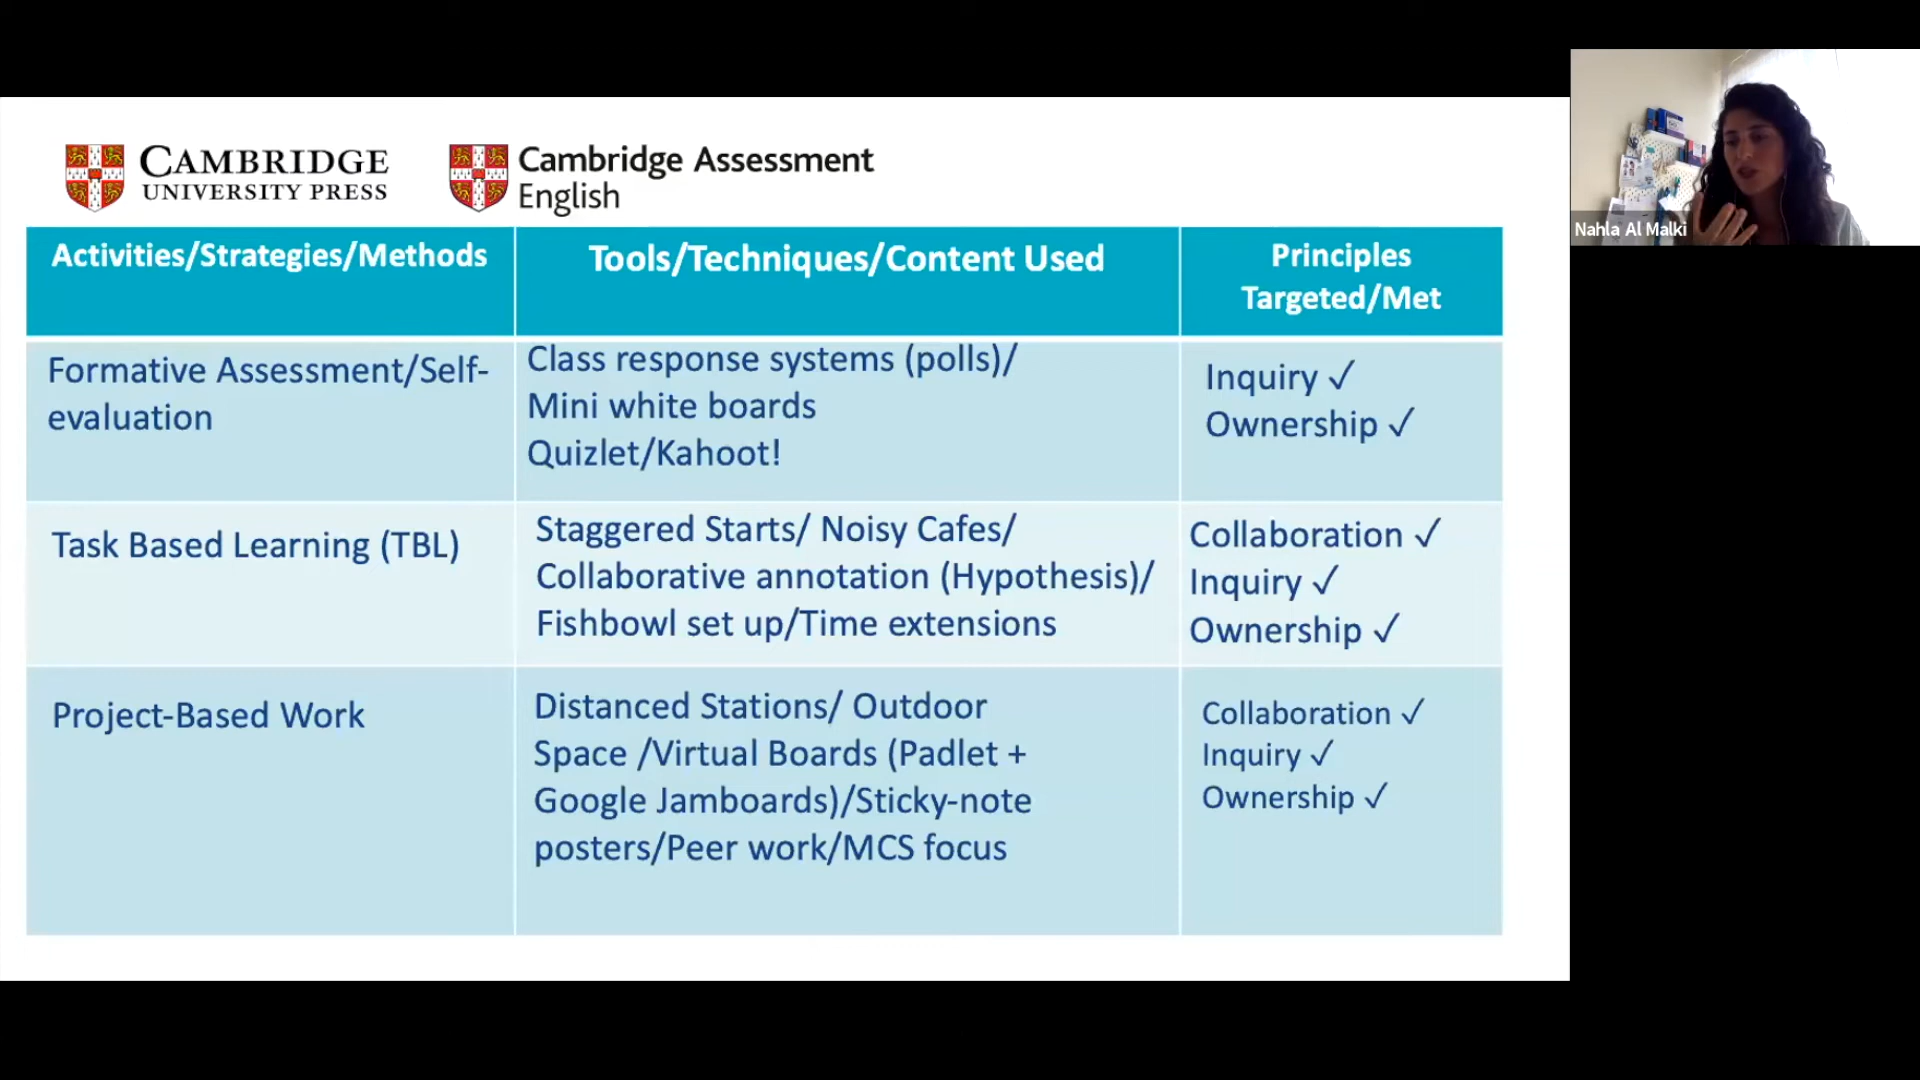 CAMBRIDGE
UNIVERSITY PRESS
Cambridge Assessment
English
Activities/Strategies/Methods
Tools/Techniques/Content Used
Principles
Targeted/Met
Formative Assessment/Self-
evaluation
Class response systems (polls)/
Mini white boards
Quizlet/Kahoot!
Inquiry ✓
Ownership ✓
Task Based Learning (TBL)
Staggered Starts/ Noisy Cafes/
Collaborative annotation (Hypothesis)/
Fishbowl set up/Time extensions
Collaboration ✓
Inquiry ✓
Ownership ✓
Project-Based Work
Distanced Stations/ Outdoor
Space /Virtual Boards (Padlet +
Google Jamboards)/Sticky-note
posters/Peer work/MCS focus
Collaboration ✓
Inquiry ✓
Ownership ✓
Nahla Al Malki